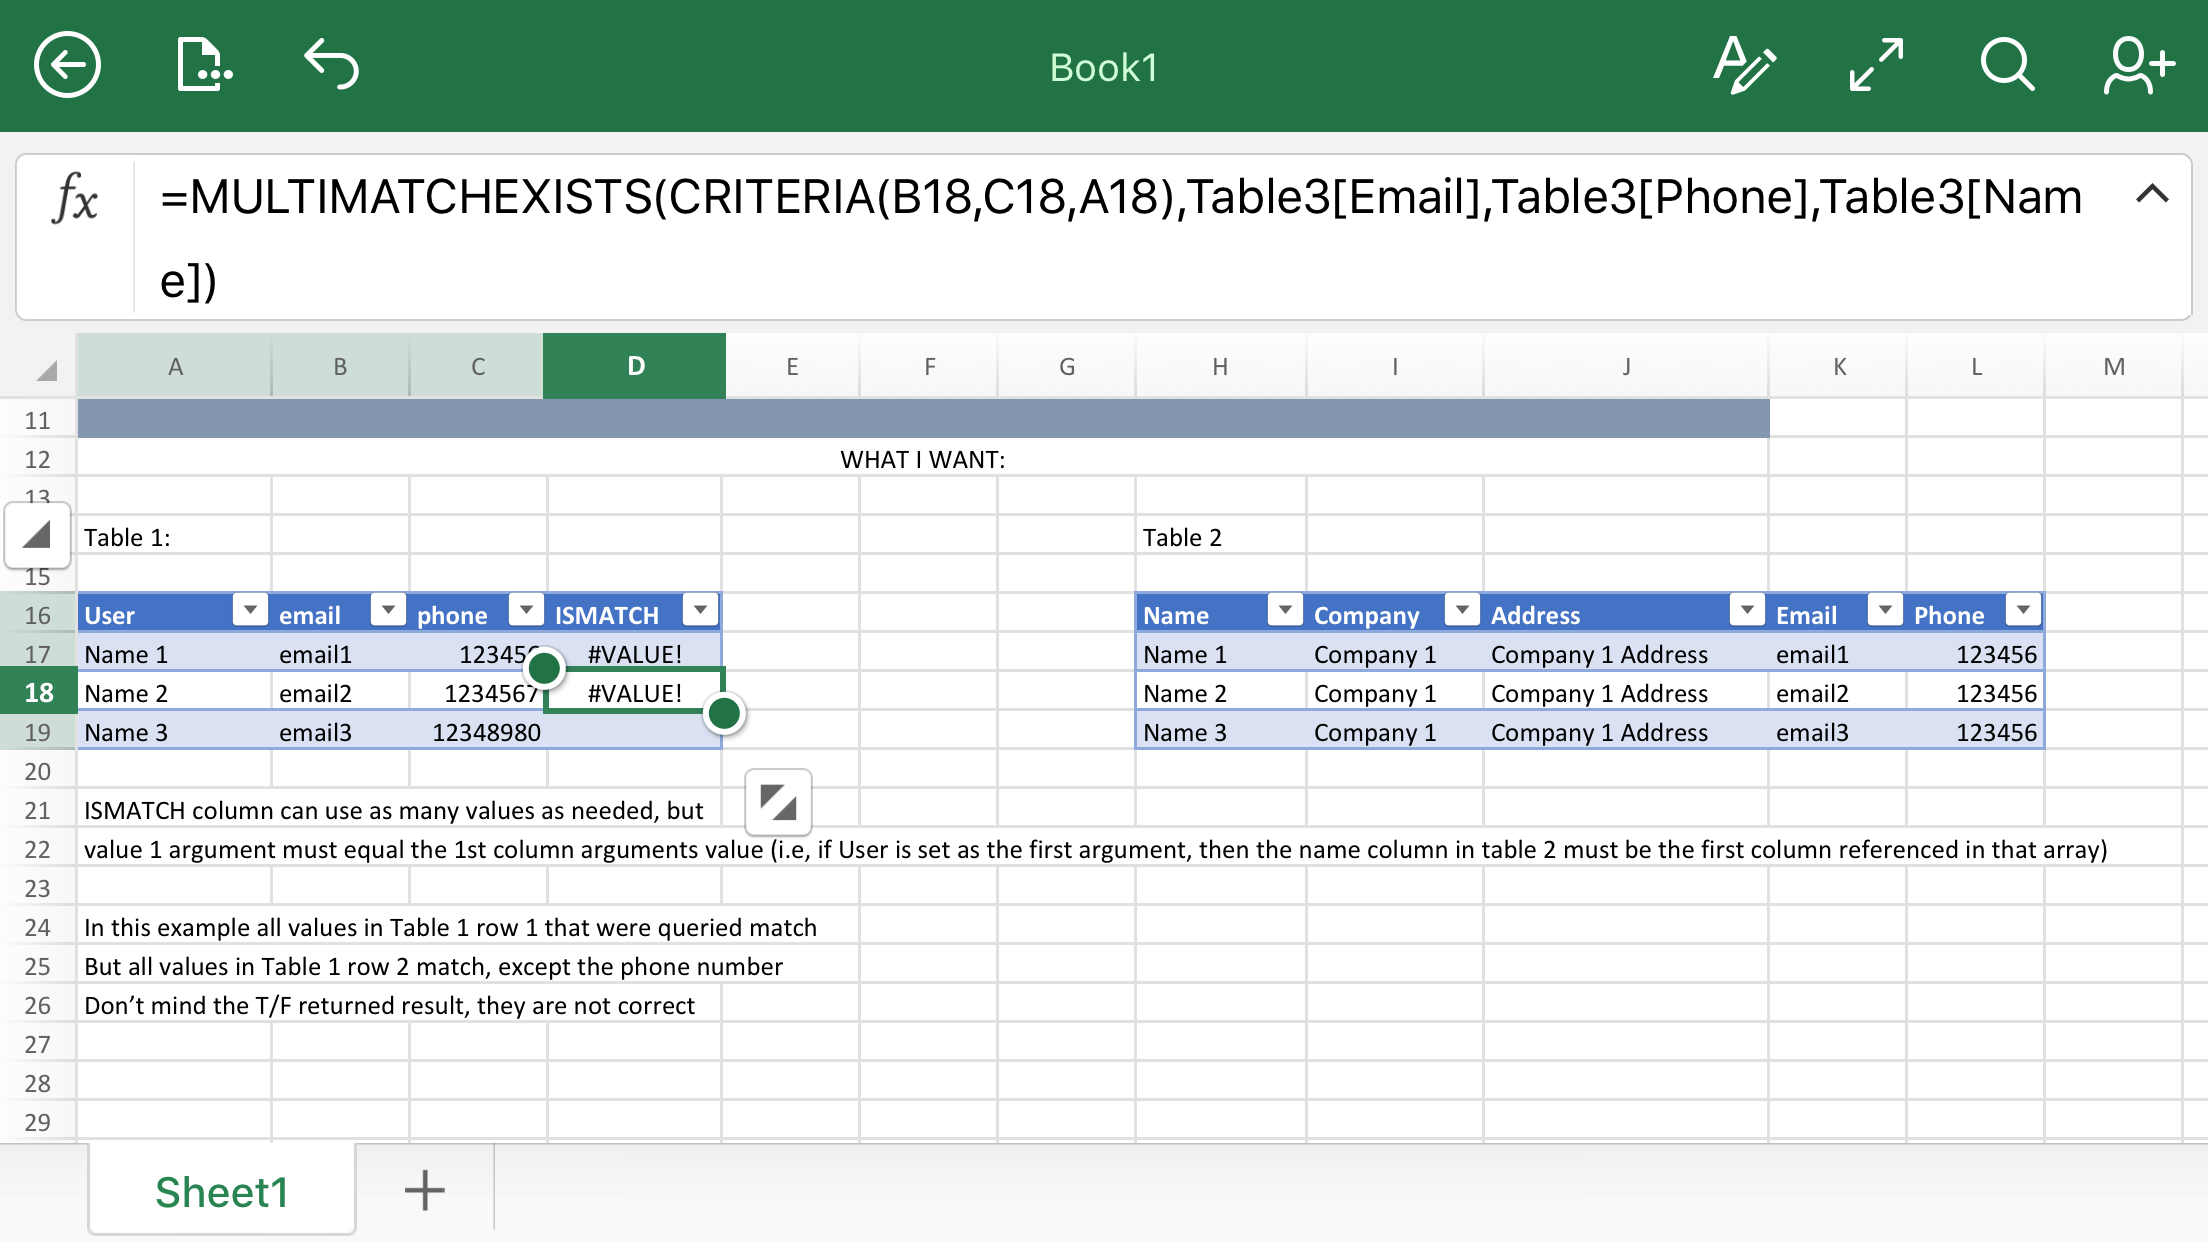 Book1
fx
=MULTIMATCHEXISTS(CRITERIA(B18,C18,A18),Table3[Email],Table3[Phone],Table3[Nam
e])
A B C D E F G H I J K L M
11
12 WHAT I WANT:
13
Table 1: Table 2
15
16 User email phone ISMATCH Name Company Address Email Phone
17 Name 1 email1 123456 #VALUE! Name 1 Company 1 Company 1 Address email1 123456
18 Name 2 email2 1234567 #VALUE! Name 2 Company 1 Company 1 Address email2 123456
19 Name 3 email3 12348980 Name 3 Company 1 Company 1 Address email3 123456
20
21 ISMATCH column can use as many values as needed, but
22 value 1 argument must equal the 1st column arguments value (i.e, if User is set as the first argument, then the name column in table 2 must be the first column referenced in that array)
23
24 In this example all values in Table 1 row 1 that were queried match
25 But all values in Table 1 row 2 match, except the phone number
26 Don’t mind the T/F returned result, they are not correct
27
28
29
Sheet1